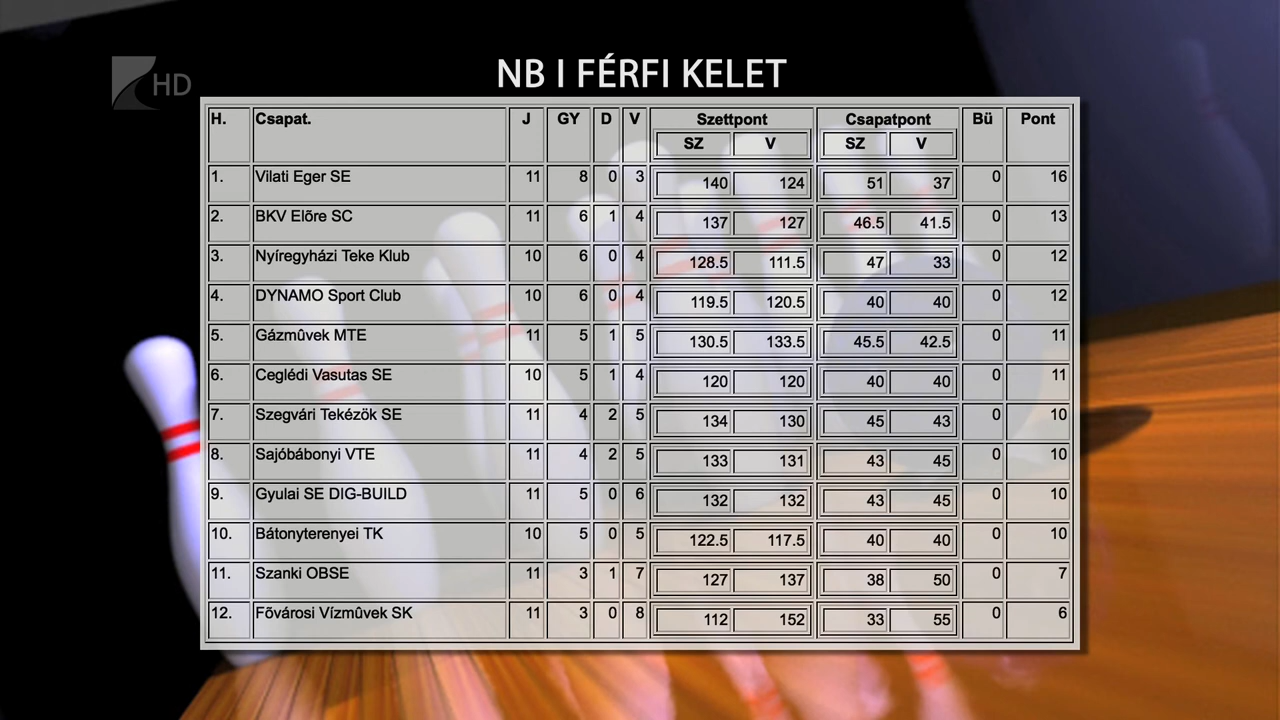 HD
NB I FÉRFI KELET
H. Csapat. J GY D V Szettpont Csapatpont Bü Pont
SZ V SZ V
1. Vilati Eger SE 11 8 0 3 140 124 51 37 0 16
2. BKV Elõre SC 11 6 1 4 137 127 46.5 41.5 0 13
3. Nyíregyházi Teke Klub 10 6 0 4 128.5 111.5 47 33 0 12
4. DYNAMO Sport Club 10 6 0 4 119.5 120.5 40 40 0 12
5. Gázmûvek MTE 11 5 1 5 130.5 133.5 45.5 42.5 0 11
6. Ceglédi Vasutas SE 10 5 1 4 120 120 40 40 0 11
7. Szegvári Tekézõk SE 11 4 2 5 134 130 45 43 0 10
8. Sajóbábonyi VTE 11 4 2 5 133 131 43 45 0 10
9. Gyulai SE DIG-BUILD 11 5 0 6 132 132 43 45 0 10
10. Bátonyterenyei TK 10 5 0 5 122.5 117.5 40 40 0 10
11. Szanki OBSE 11 3 1 7 127 137 38 50 0 7
12. Fõvárosi Vízmûvek SK 11 3 0 8 112 152 33 55 0 6